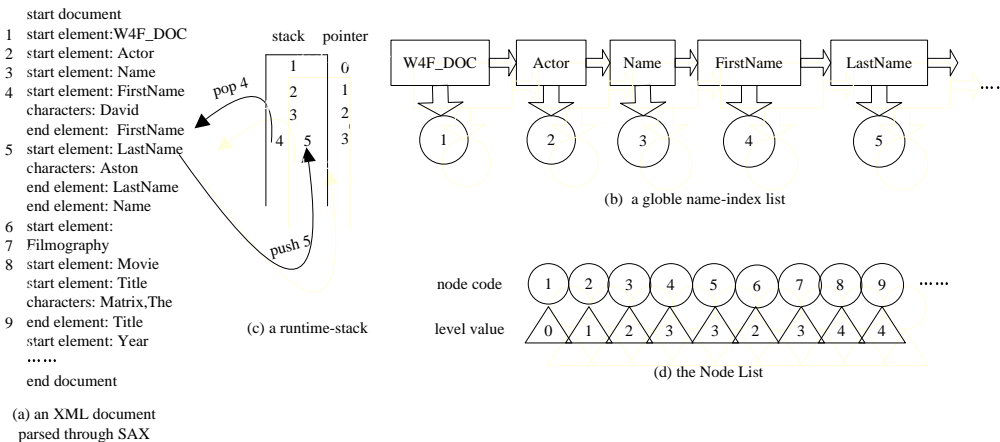 start document
1 start element:W4F_DOC
2 start element: Actor
3 start element: Name
4 start element: FirstName
characters: David
end element: FirstName
5 start element: LastName
characters: Aston
end element: LastName
end element: Name
6 start element:
7 Filmography
8 start element: Movie
start element: Title
characters: Matrix,The
9 end element: Title
start element: Year
......
end document
(a) an XML document
parsed through SAX
stack pointer
1 0
2 1
3 2
4 5 3
pop 4
push 5
(c) a runtime-stack
W4F_DOC Actor Name FirstName LastName ....
1 2 3 4 5
(b) a globle name-index list
node code 1 2 3 4 5 6 7 8 9 ......
level value 0 1 2 3 3 2 3 4 4
(d) the Node List